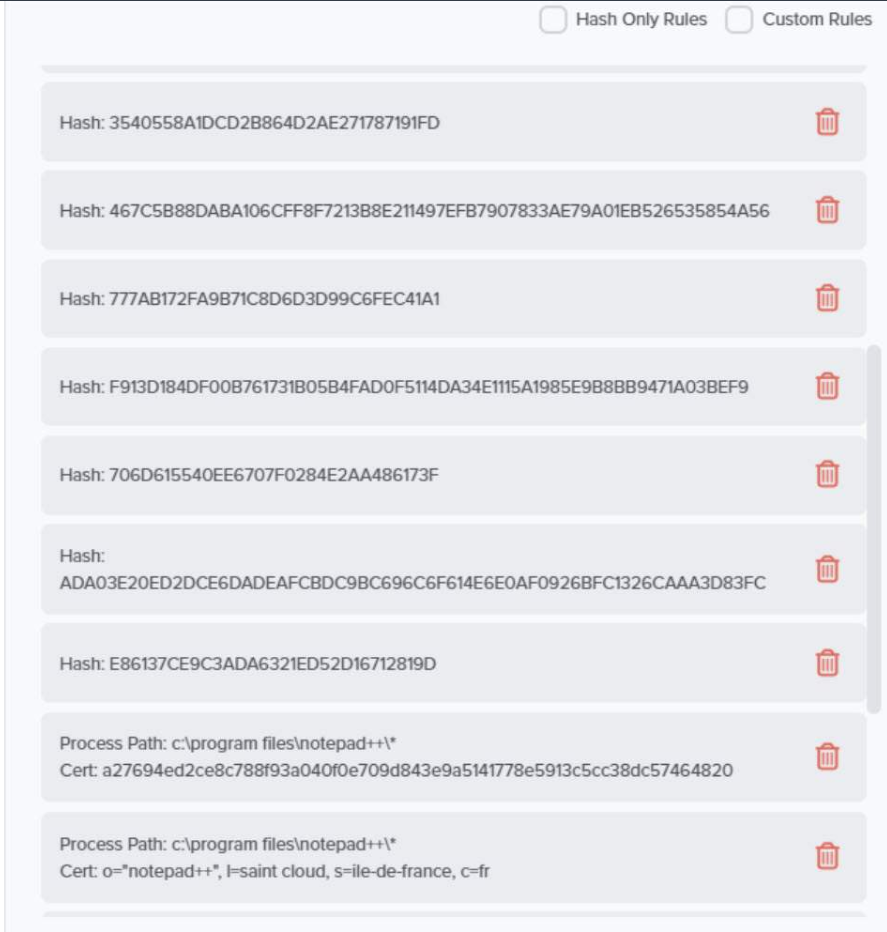 Hash Only Rules Custom Rules
Hash: 3540558A1DCD2B864D2AE271787191FD
Hash: 467C5B88DABA106CFF8F7213B8E211497EFB7907833AE79A01EB526535854A56
Hash: 777AB172FA9B71C8D6D3D99C6FEC41A1
Hash: F913D184DF00B761731B05B4FAD0F5114DA34E1115A1985E9B8BB9471A03BEF9
Hash: 706D615540EE6707F0284E2AA486173F
Hash:
ADA03E20ED2DCE6DADEAFCBDC9BC696C6F614E6E0AF0926BFC1326CAAA3D83FC
Hash: E86137CE9C3ADA6321ED52D16712819D
Process Path: c:\program files\notepad++\*
Cert: a27694ed2ce8c788f93a040f0e709d843e9a5141778e5913c5cc38dc57464820
Process Path: c:\program files\notepad++\*
Cert: o="notepad++", l=saint cloud, s=ile-de-france, c=fr